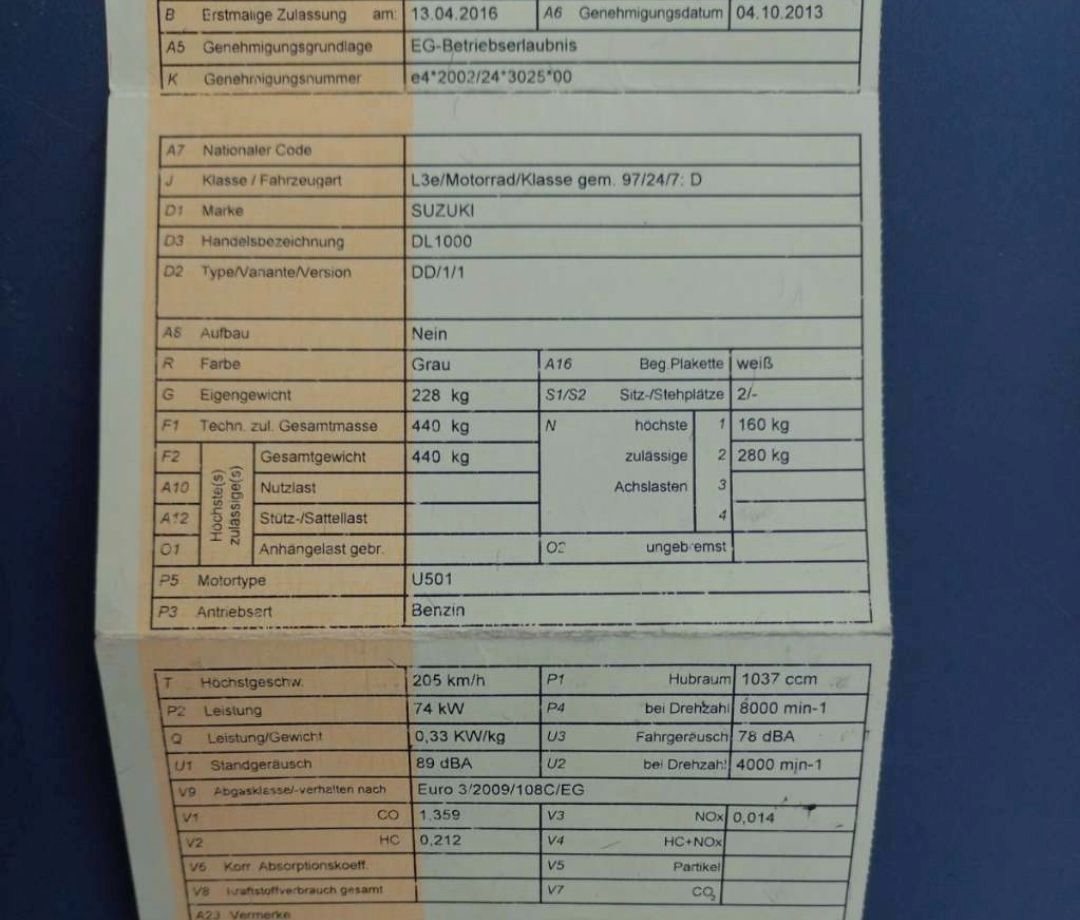 B Erstmalige Zulassung am: 13.04.2016 A6 Genehmigungsdatum 04.10.2013
A5 Genehmigungsgrundlage EG-Betriebserlaubnis
K Genehmigungsnummer e4*2002/24*3025*00
A7 Nationaler Code
J Klasse / Fahrzeugart L3e/Motorrad/Klasse gem. 97/24/7: D
D1 Marke SUZUKI
D3 Handelsbezeichnung DL1000
D2 Type/Variante/Version DD/1/1
A8 Aufbau Nein
R Farbe Grau A16 Beg.Plakette weiß
G Eigengewicht 228 kg S1/S2 Sitz-/Stehplätze 2/-
F1 Techn. zul. Gesamtmasse 440 kg N höchste 1 160 kg
F2 Höchste(s) zulässige(s) Gesamtgewicht 440 kg zulässige 2 280 kg
A10 Nutzlast Achslasten 3
A12 Stütz-/Sattellast 4
O1 Anhängelast gebr. O2 ungebremst
P5 Motortype U501
P3 Antriebsart Benzin
T Höchstgeschw. 205 km/h P1 Hubraum 1037 ccm
P2 Leistung 74 kW P4 bei Drehzahl 8000 min-1
Q Leistung/Gewicht 0,33 KW/kg U3 Fahrgeräusch 78 dBA
U1 Standgeräusch 89 dBA U2 bei Drehzahl 4000 min-1
V9 Abgasklasse/-verhalten nach Euro 3/2009/108C/EG
V1 CO 1,359 V3 NOx 0,014
V2 HC 0,212 V4 HC+NOx
V6 Korr. Absorptionskoeff. V5 Partikel
V8 Kraftstoffverbrauch gesamt V7 CO₂
A23 Vermerke